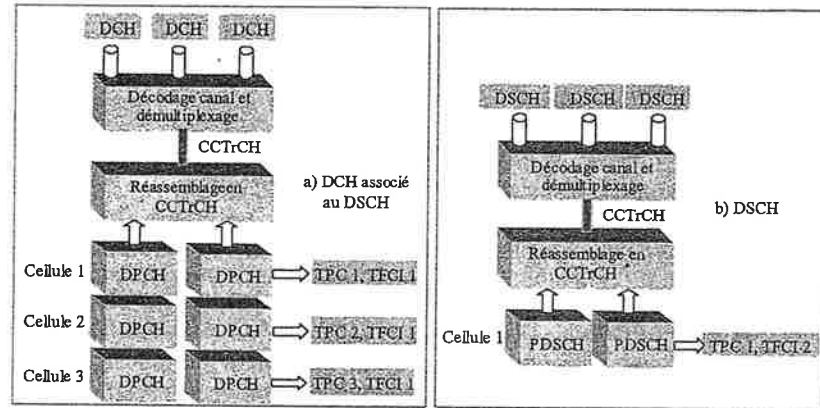 DCH DCH DCH
Décodage canal et
démultiplexage
CCTrCH
Réassemblage en
CCTrCH
a) DCH associé
au DSCH
Cellule 1 DPCH DPCH TPC 1, TFCI 1
Cellule 2 DPCH DPCH TPC 2, TFCI 1
Cellule 3 DPCH DPCH TPC 3, TFCI 1
DSCH DSCH DSCH
Décodage canal et
démultiplexage
CCTrCH
b) DSCH
Réassemblage en
CCTrCH
Cellule 1 PDSCH PDSCH TPC 1, TFCI 2